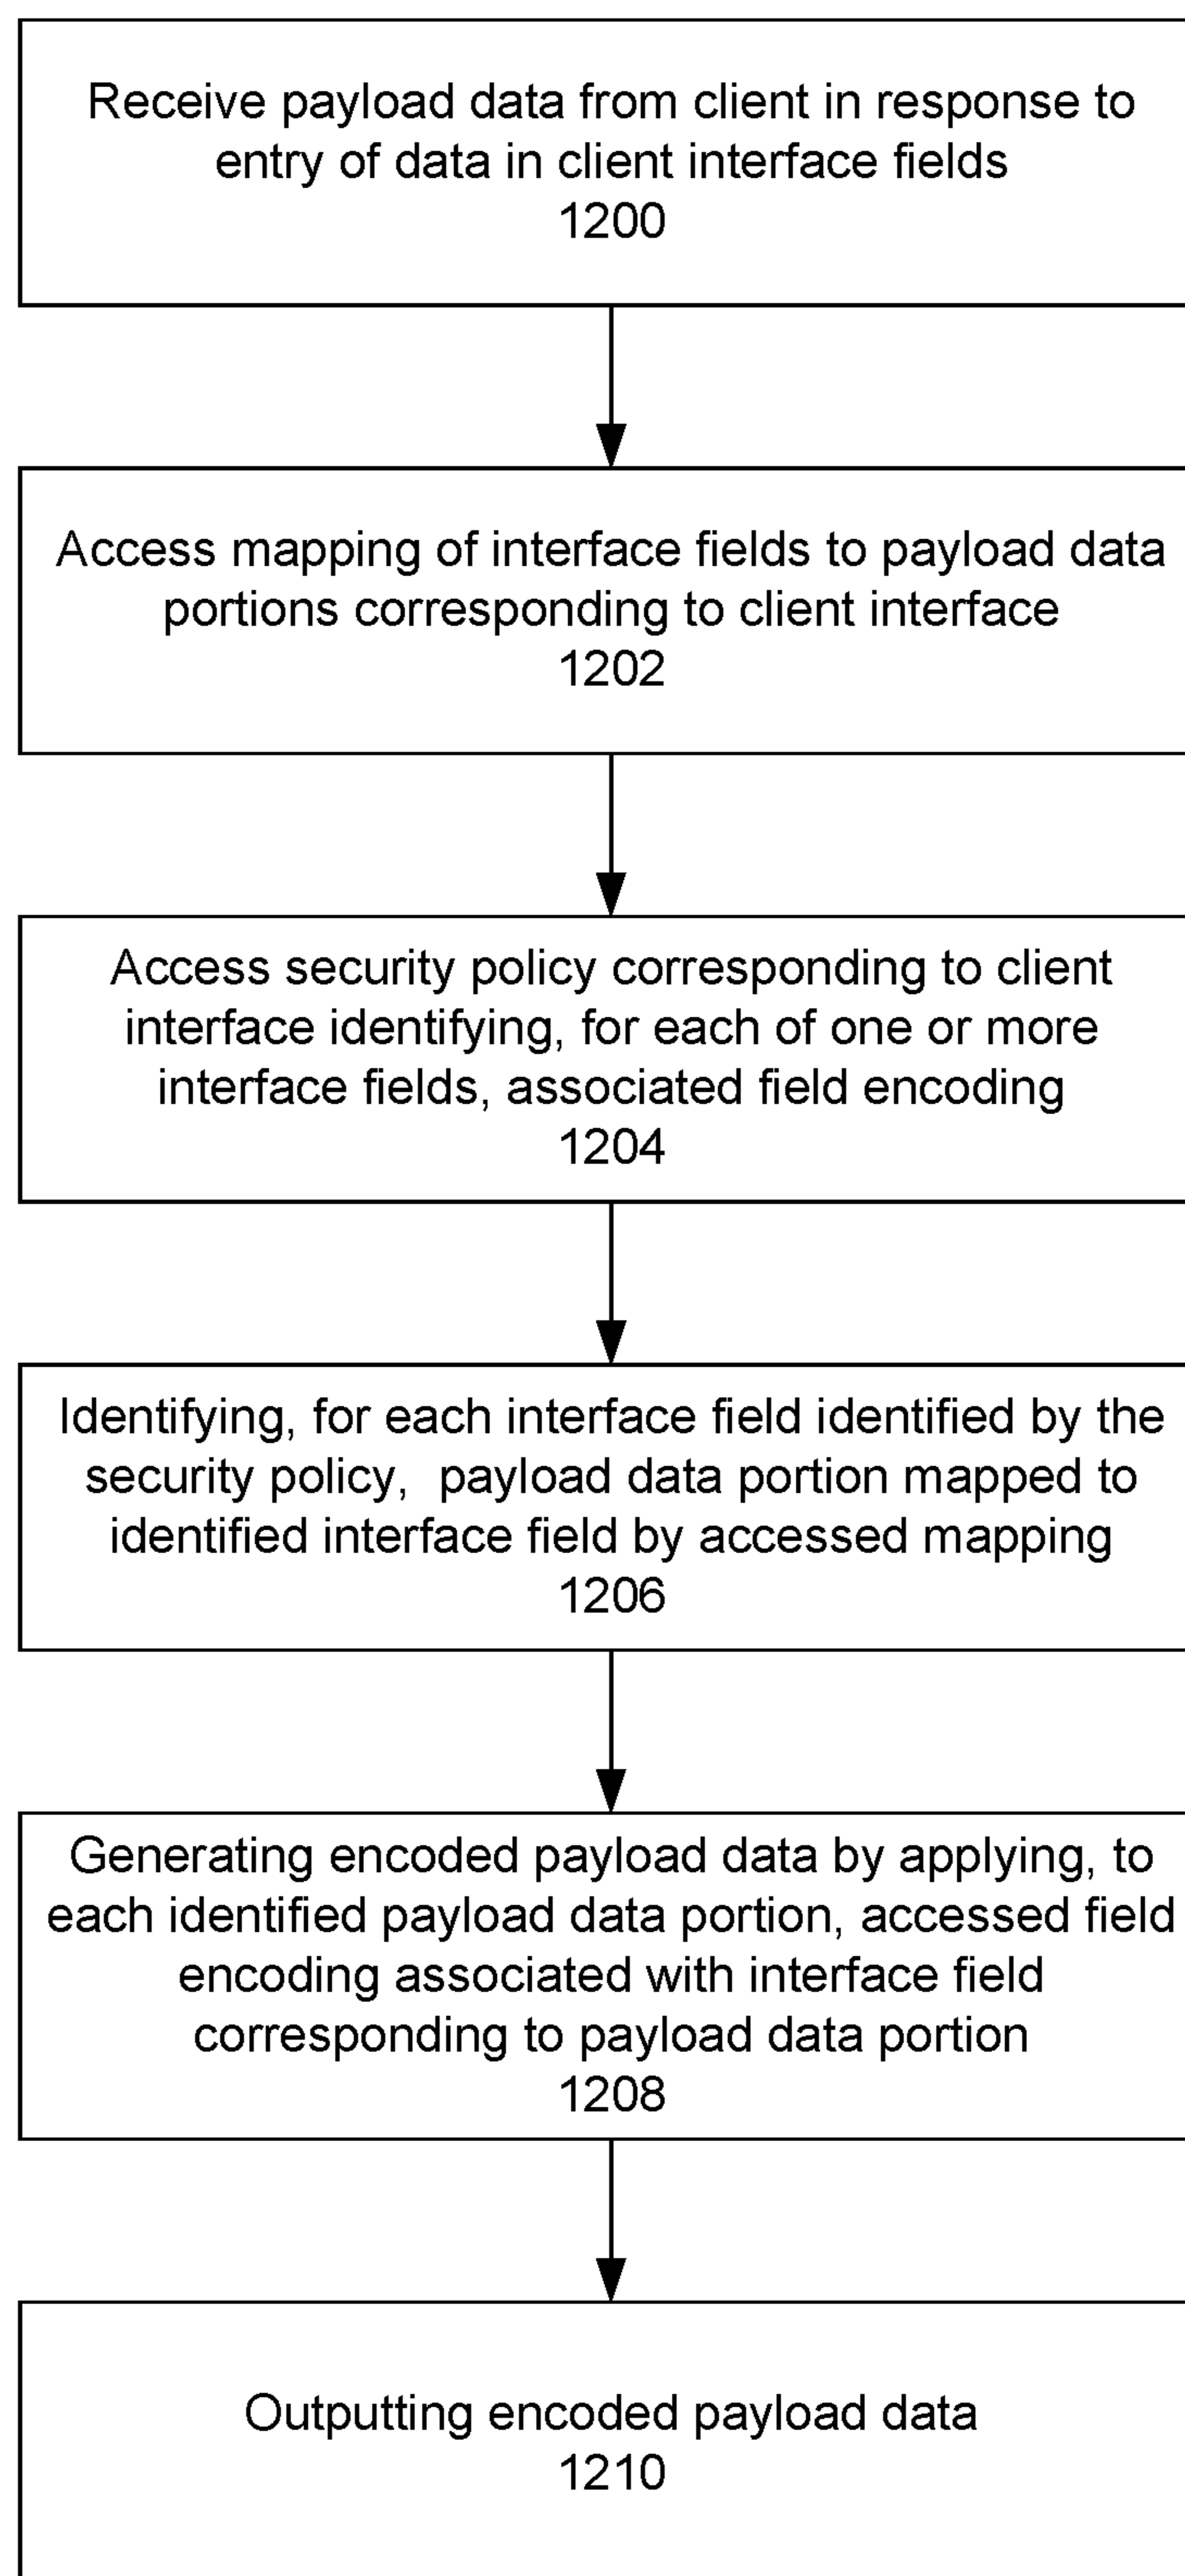 Receive payload data from client in response to
entry of data in client interface fields
1200
Access mapping of interface fields to payload data
portions corresponding to client interface
1202
Access security policy corresponding to client
interface identifying, for each of one or more
interface fields, associated field encoding
1204
Identifying, for each interface field identified by the
security policy,  payload data portion mapped to
identified interface field by accessed mapping
1206
Generating encoded payload data by applying, to
each identified payload data portion, accessed field
encoding associated with interface field
corresponding to payload data portion
1208
Outputting encoded payload data
1210